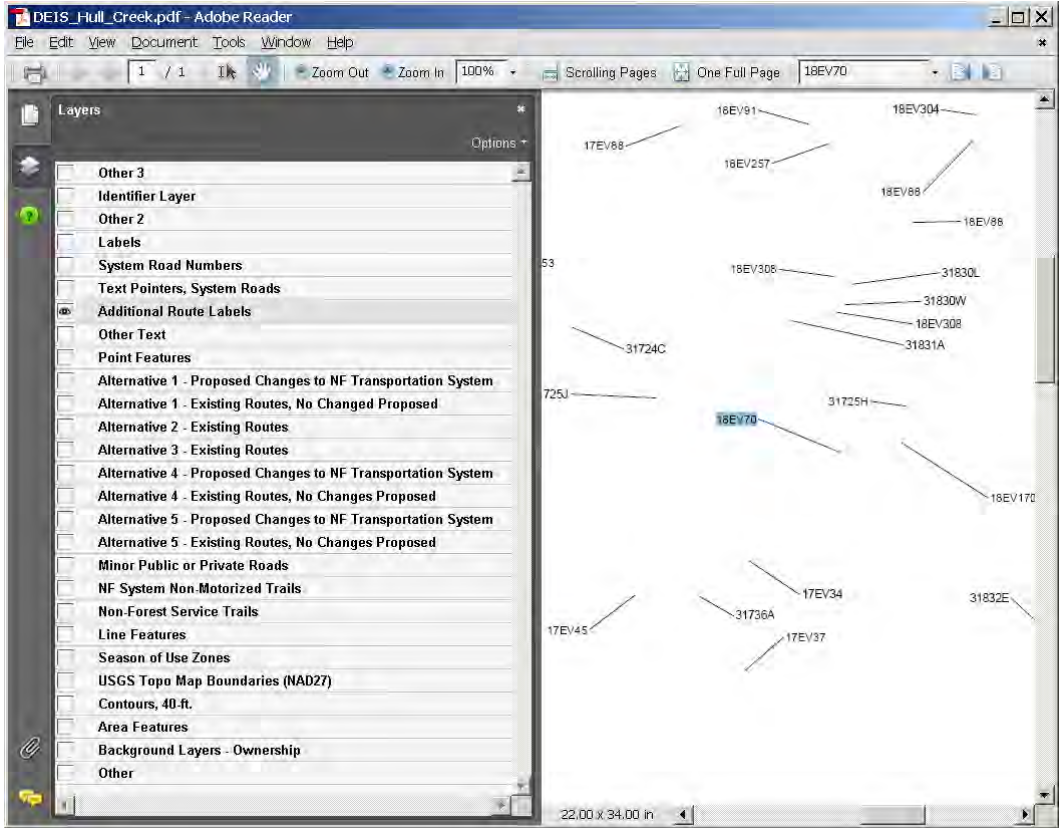 DEIS_Hull_Creek.pdf - Adobe Reader
File Edit View Document Tools Window Help
1 / 1 Zoom Out Zoom In 100% Scrolling Pages One Full Page 18EV70
Layers
Options
Other 3
Identifier Layer
Other 2
Labels
System Road Numbers
Text Pointers, System Roads
Additional Route Labels
Other Text
Point Features
Alternative 1 - Proposed Changes to NF Transportation System
Alternative 1 - Existing Routes, No Changed Proposed
Alternative 2 - Existing Routes
Alternative 3 - Existing Routes
Alternative 4 - Proposed Changes to NF Transportation System
Alternative 4 - Existing Routes, No Changes Proposed
Alternative 5 - Proposed Changes to NF Transportation System
Alternative 5 - Existing Routes, No Changes Proposed
Minor Public or Private Roads
NF System Non-Motorized Trails
Non-Forest Service Trails
Line Features
Season of Use Zones
USGS Topo Map Boundaries (NAD27)
Contours, 40-ft.
Area Features
Background Layers - Ownership
Other
18EV91
18EV304
17EV88
18EV257
18EV88
18EV88
53
18EV308
31830L
31830W
18EV308
31831A
31724C
725J
31725H
18EV70
18EV170
17EV34
31832E
31736A
17EV45
17EV37
22.00 x 34.00 in